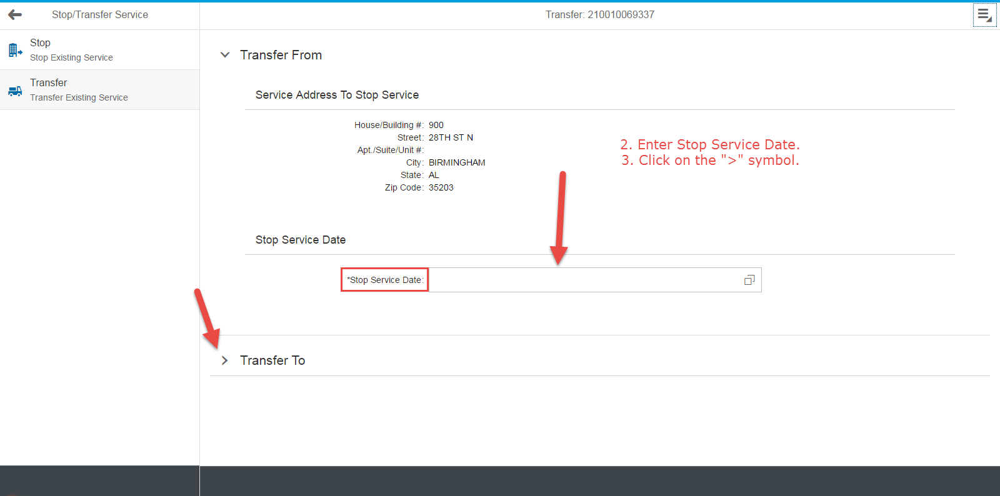 Stop/Transfer Service
Transfer: 210010069337
Stop
Stop Existing Service
Transfer
Transfer Existing Service
Transfer From
Service Address To Stop Service
House/Building #: 900
Street: 28TH ST N
Apt./Suite/Unit #:
City: BIRMINGHAM
State: AL
Zip Code: 35203
2. Enter Stop Service Date.
3. Click on the ">" symbol.
Stop Service Date
*Stop Service Date:
Transfer To